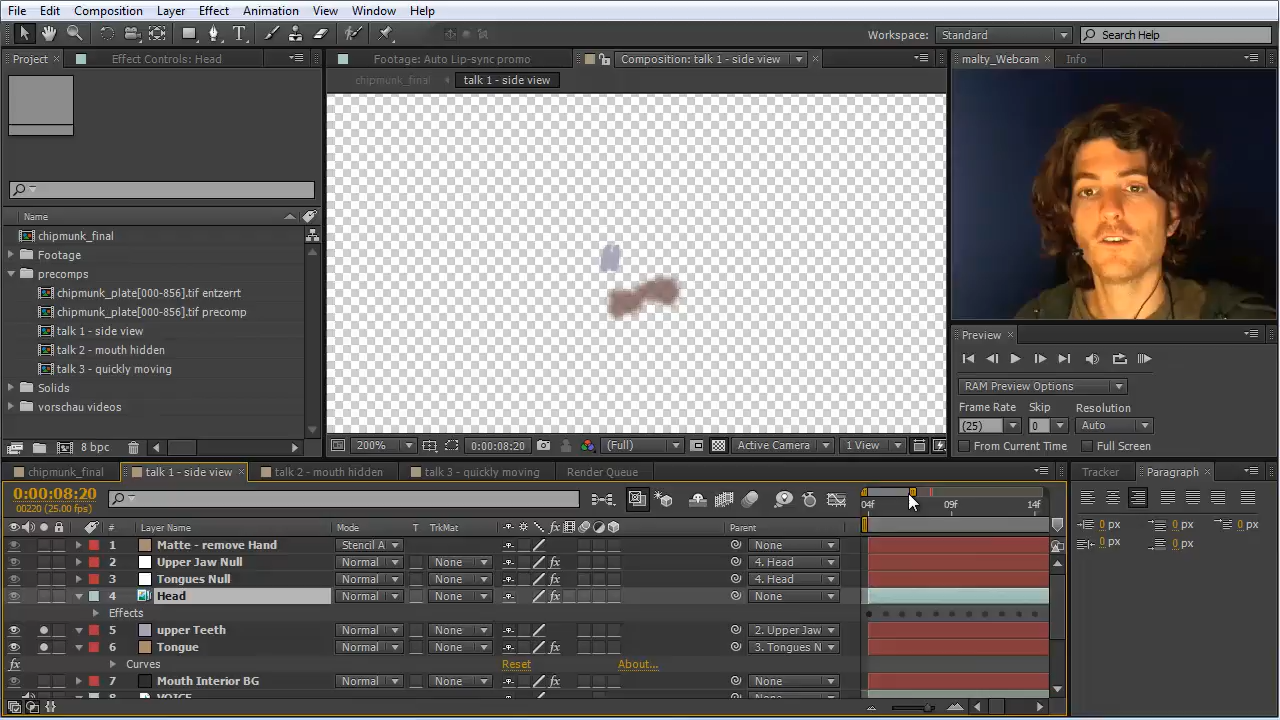 File Edit Composition Layer Effect Animation View Window Help
Workspace: Standard Search Help
Project Effect Controls: Head
Footage: Auto Lip-sync promo Composition: talk 1 - side view
malty_Webcam Info
chipmunk_final talk 1 - side view
Name
chipmunk_final
Footage
precomps
chipmunk_plate[000-856].tif entzerrt
chipmunk_plate[000-856].tif precomp
talk 1 - side view
talk 2 - mouth hidden
talk 3 - quickly moving
Solids
vorschau videos
8 bpc
200% 0:00:08:20 (Full) Active Camera 1 View
Preview
RAM Preview Options
Frame Rate Skip Resolution
(25) 0 Auto
From Current Time Full Screen
chipmunk_final talk 1 - side view talk 2 - mouth hidden talk 3 - quickly moving Render Queue
Tracker Paragraph
0:00:08:20
00220 (25.00 fps)
04f 09f 14f
# Layer Name Mode T TrkMat Parent
1 Matte - remove Hand Stencil A None
2 Upper Jaw Null Normal None 4. Head
3 Tongues Null Normal None 4. Head
4 Head Normal None None
Effects
5 upper Teeth Normal None 2. Upper Jaw
6 Tongue Normal None 3. Tongues N
fx Curves Reset About...
7 Mouth Interior BG Normal None None
8 VOICE None
0 px 0 px 0 px
0 px 0 px